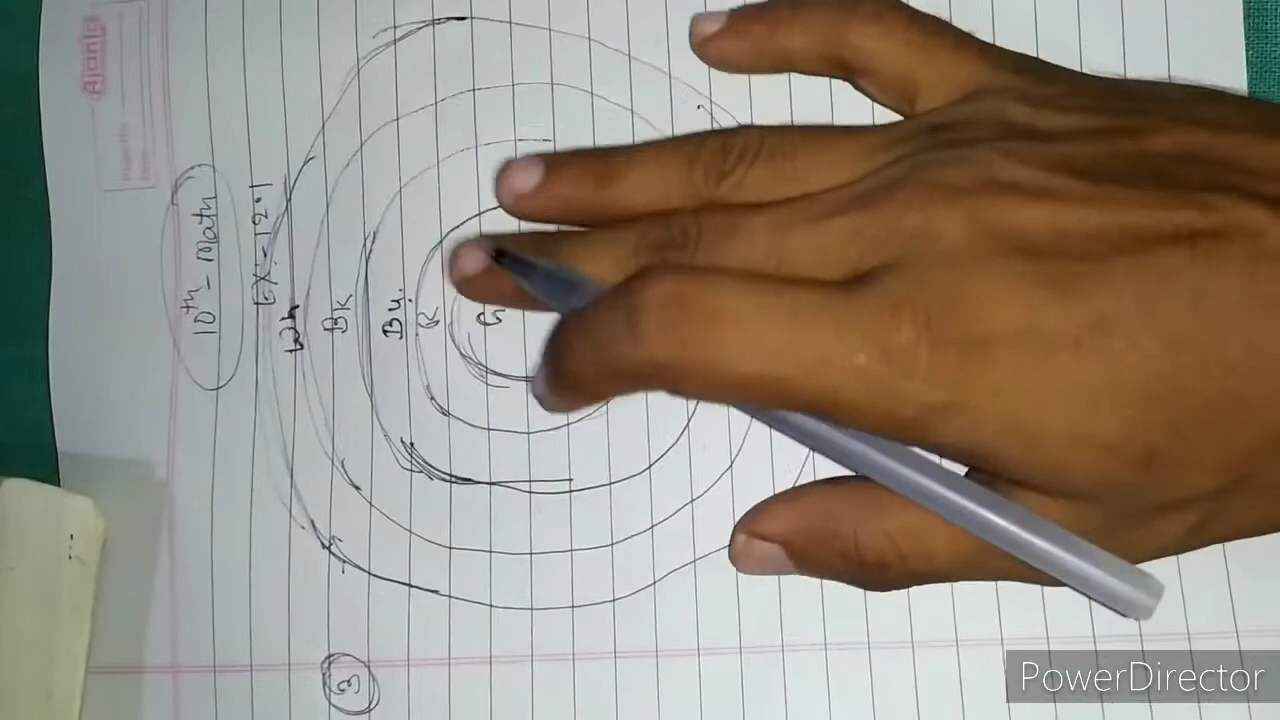 Ajanta
10th - Math
EX:- 12.1
3
Wh
BK
Bu.
R
G
PowerDirector